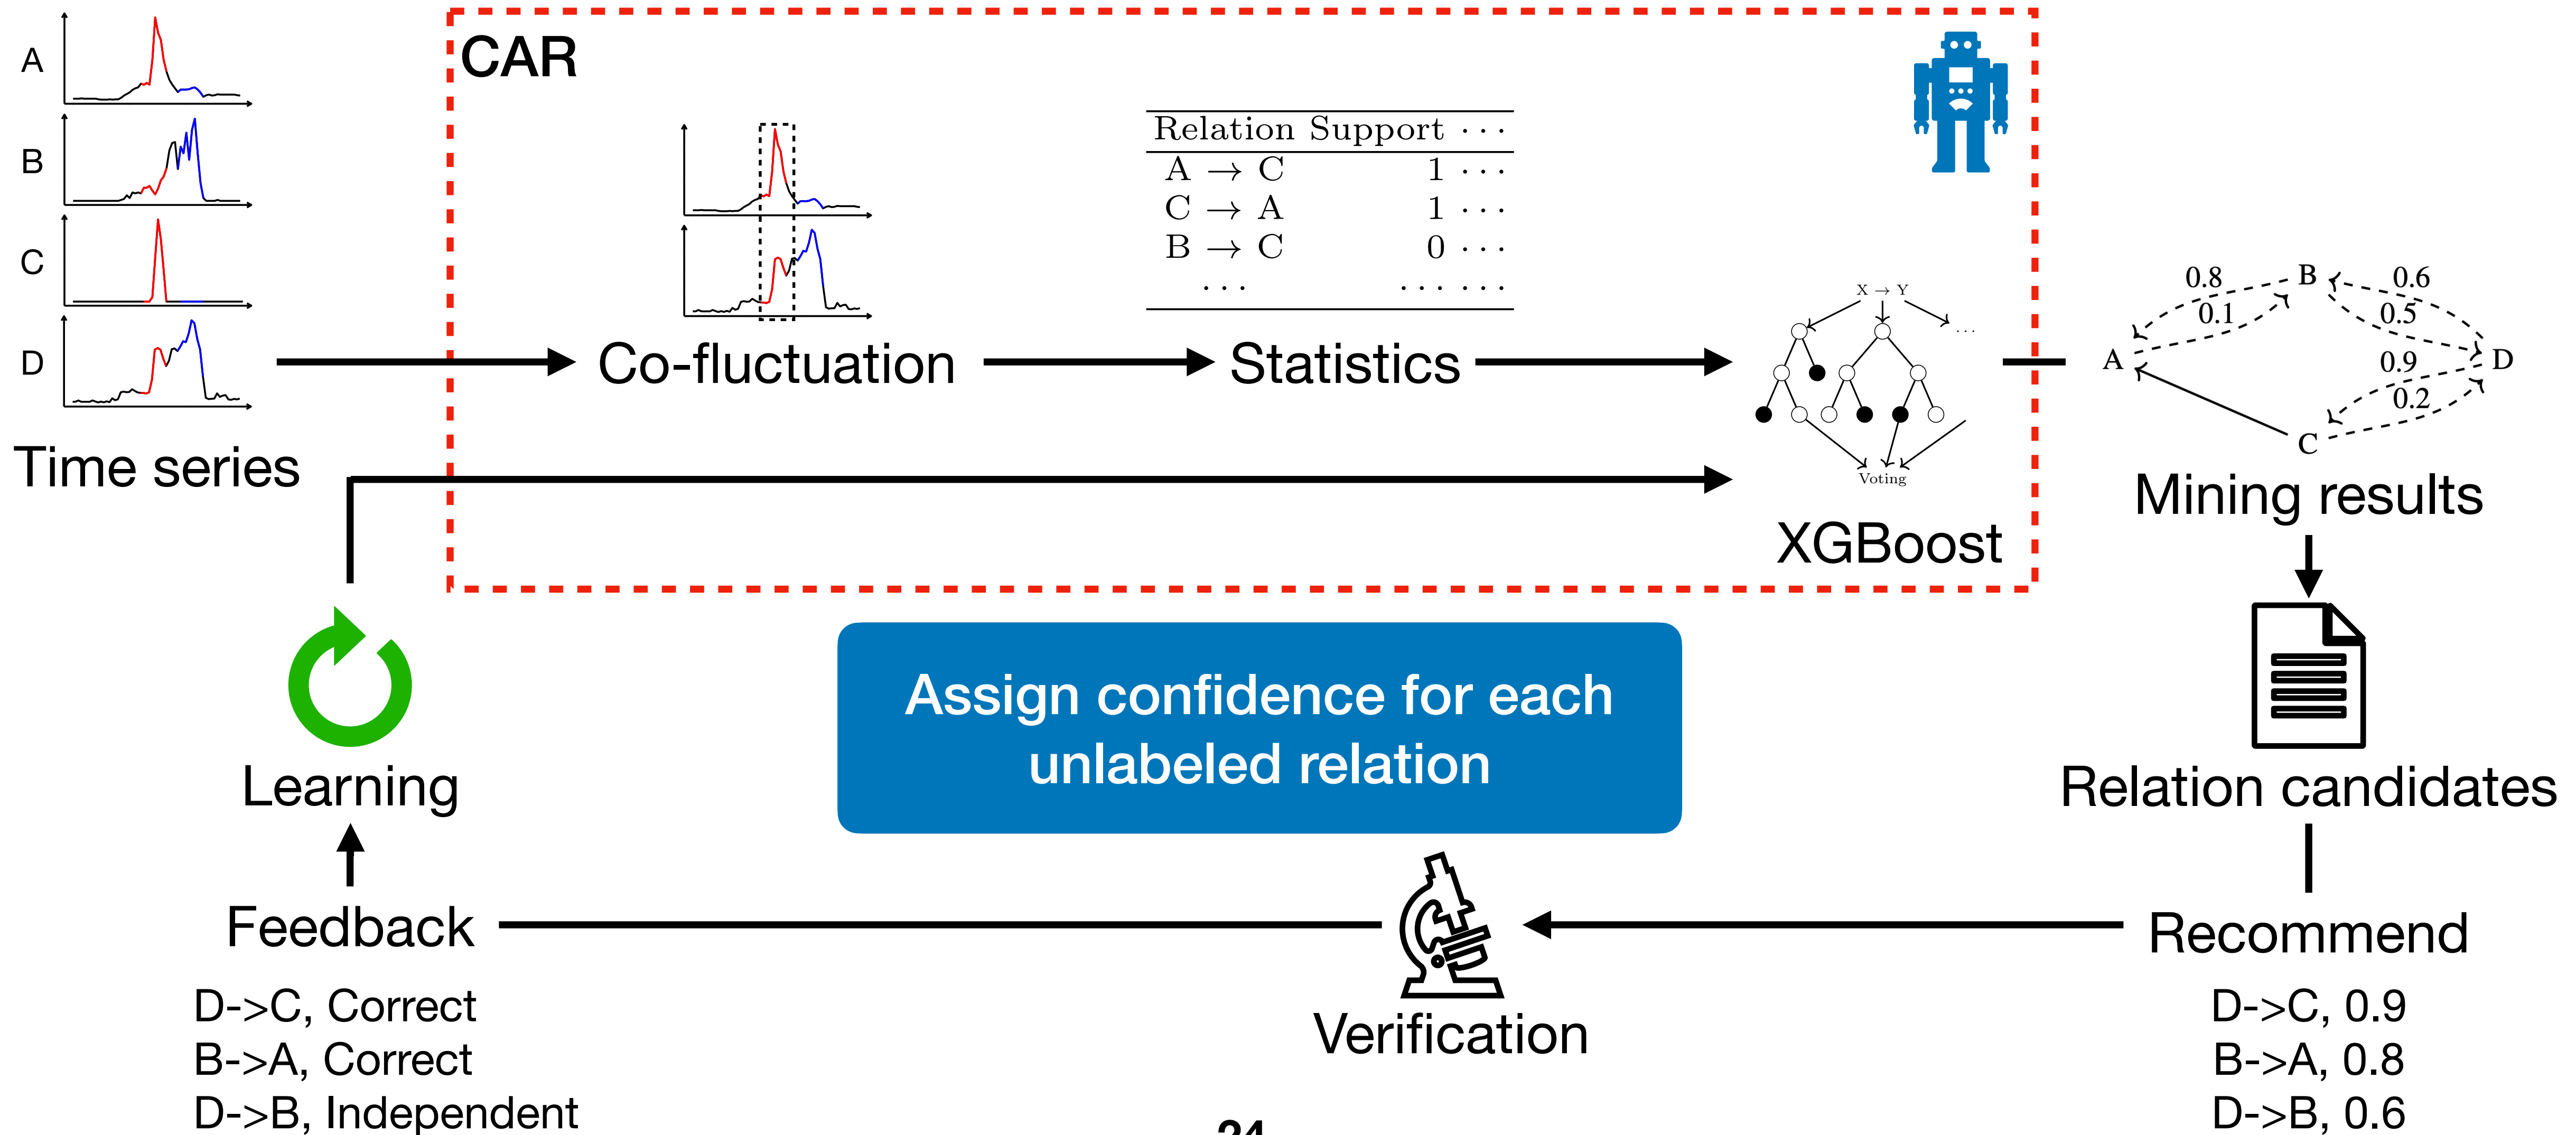 A
B
C
D
Time series
CAR
Co-fluctuation
Relation Support ···
A → C 1 ···
C → A 1 ···
B → C 0 ···
··· ··· ···
Statistics
X → Y
...
Voting
XGBoost
0.8
B
0.6
0.1
0.5
A
0.9
D
0.2
C
Mining results
Relation candidates
Assign confidence for each
unlabeled relation
Learning
Feedback
D->C, Correct
B->A, Correct
D->B, Independent
Verification
Recommend
D->C, 0.9
B->A, 0.8
D->B, 0.6